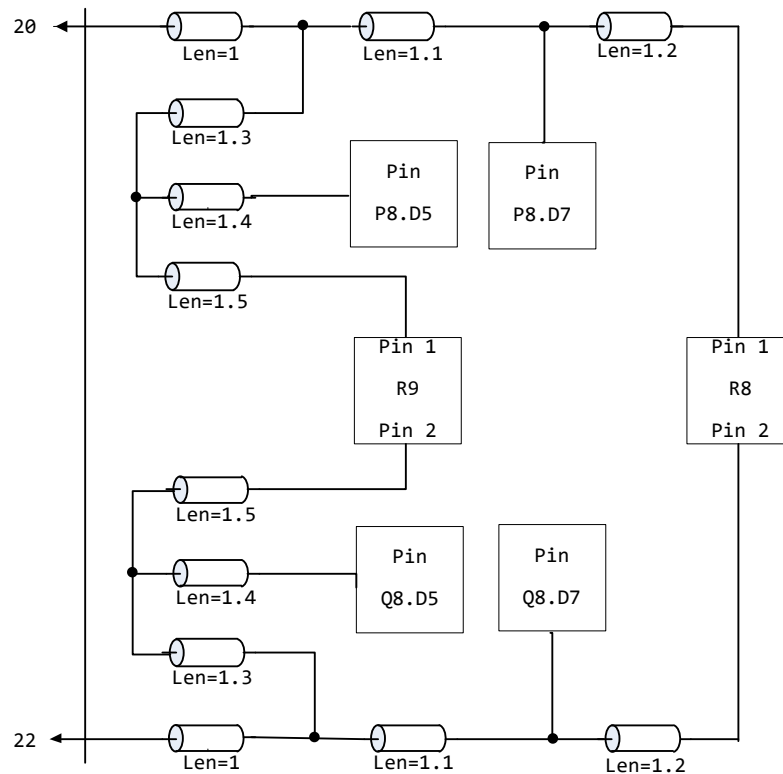 20
Len=1
Len=1.1
Len=1.2
Len=1.3
Pin
P8.D5
Pin
P8.D7
Len=1.4
Len=1.5
Pin 1
R9
Pin 2
Pin 1
R8
Pin 2
Len=1.5
Pin
Q8.D5
Pin
Q8.D7
Len=1.4
Len=1.3
22
Len=1
Len=1.1
Len=1.2